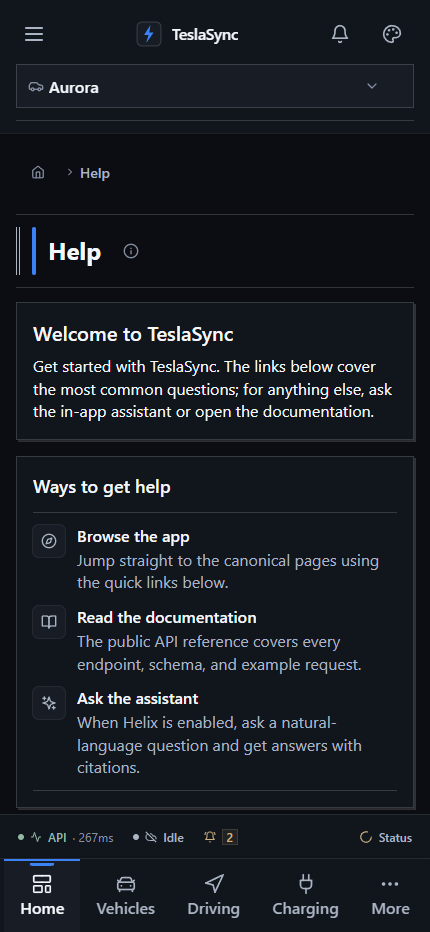 TeslaSync
Aurora
Help
Help
Welcome to TeslaSync
Get started with TeslaSync. The links below cover
the most common questions; for anything else, ask
the in-app assistant or open the documentation.
Ways to get help
Browse the app
Jump straight to the canonical pages using
the quick links below.
Read the documentation
The public API reference covers every
endpoint, schema, and example request.
Ask the assistant
When Helix is enabled, ask a natural-
language question and get answers with
citations.
API · 267ms Idle 2 Status
Home Vehicles Driving Charging More